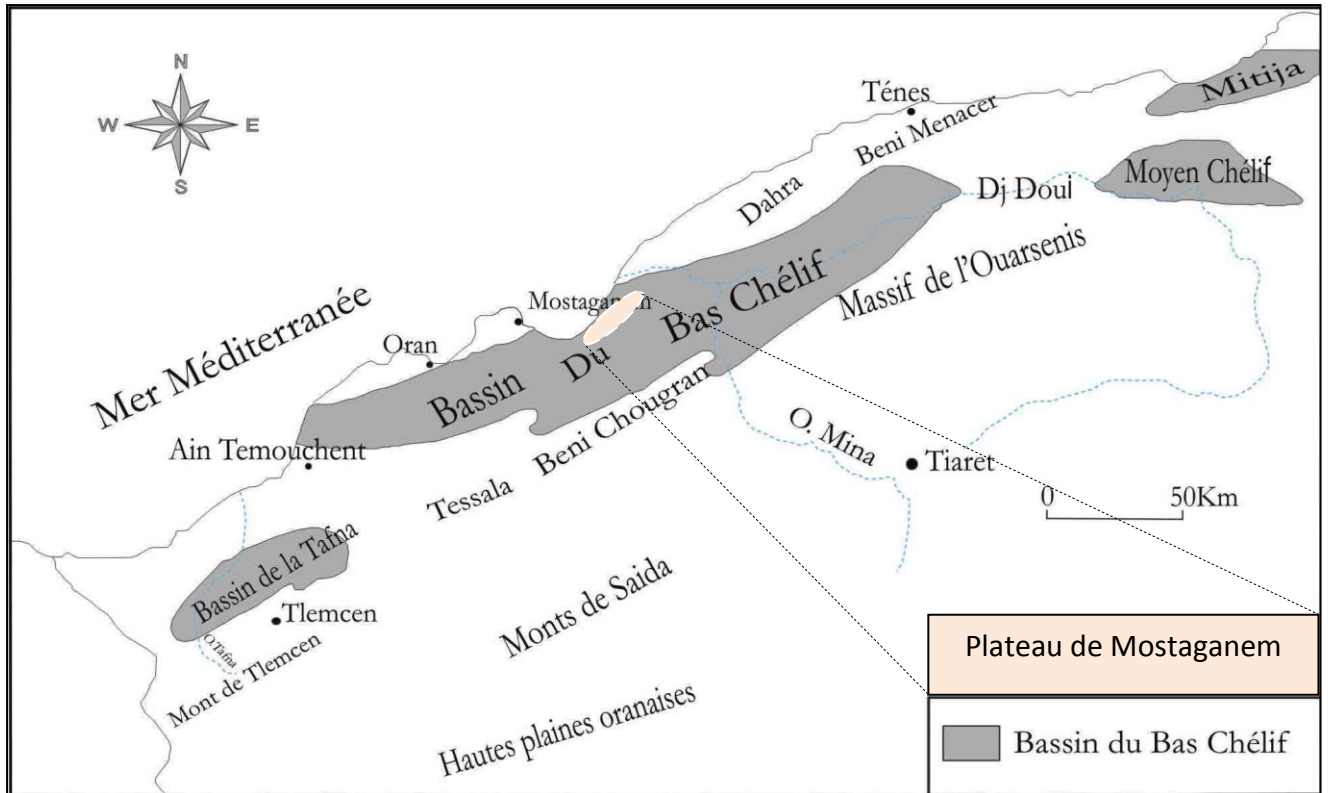 N
W E
S
Mitija
Ténes
Beni Menacer
Moyen Chélif
Dj Doui
Dahra
Massif de l'Ouarsenis
Mer Méditerranée
Mostaganem
Oran
Bassin Du Bas Chélif
Beni Chougran
Ain Temouchent
O. Mina
Tiaret
Tessala
0 50Km
Bassin de la Tafna
Tlemcen
O.Tafna
Mont de Tlemcen
Monts de Saida
Hautes plaines oranaises
Plateau de Mostaganem
Bassin du Bas Chélif